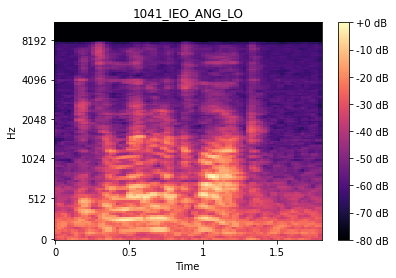 1041_IEO_ANG_LO
+0 dB
8192
-10 dB
4096
-20 dB
-30 dB
2048
Hz
-40 dB
1024
-50 dB
512
-60 dB
-70 dB
0
-80 dB
0
0.5
1
1.5
Time